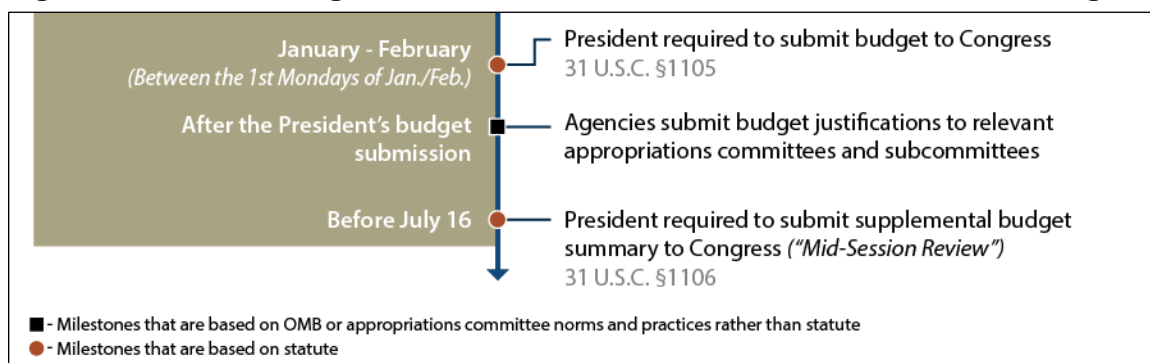 January - February
(Between the 1st Mondays of Jan./Feb.)
President required to submit budget to Congress
31 U.S.C. §1105
After the President's budget
submission
Agencies submit budget justifications to relevant
appropriations committees and subcommittees
Before July 16
President required to submit supplemental budget
summary to Congress ("Mid-Session Review")
31 U.S.C. §1106
- Milestones that are based on OMB or appropriations committee norms and practices rather than statute
- Milestones that are based on statute